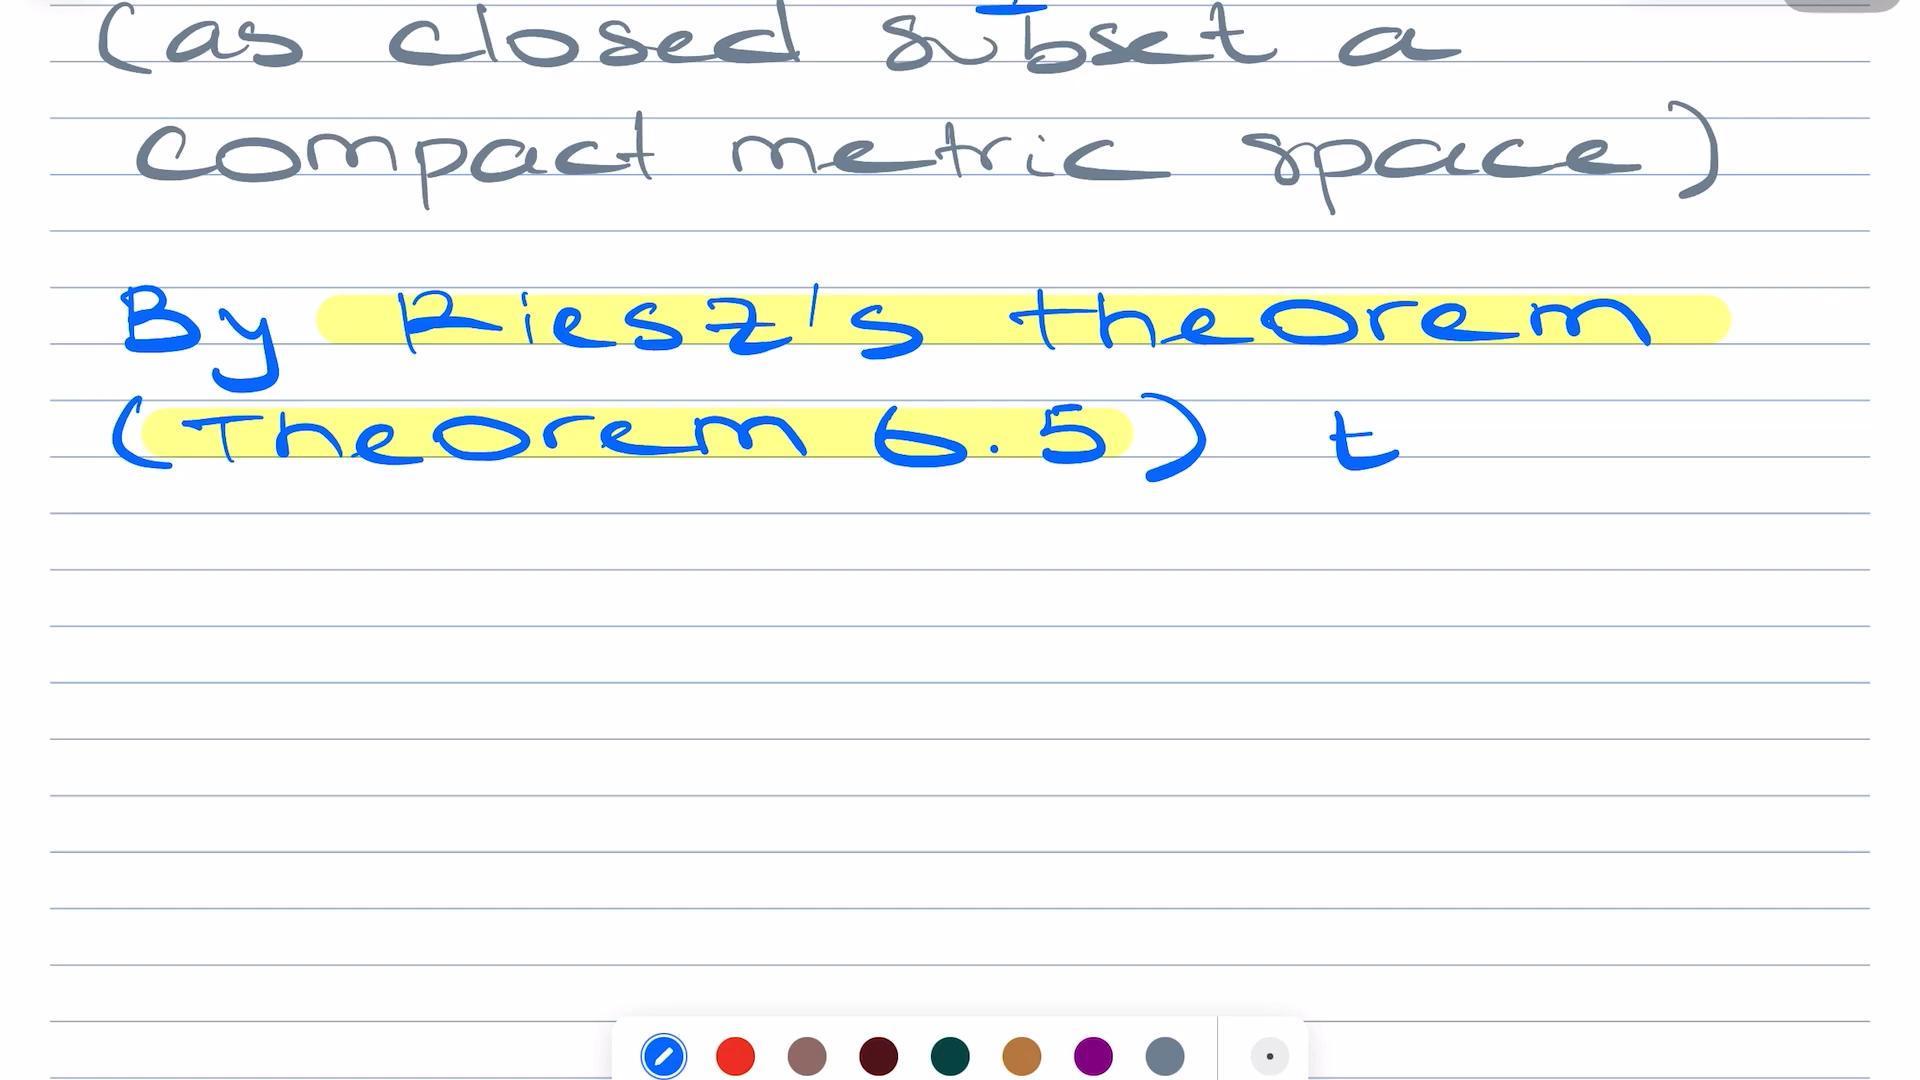 (as closed subset a
compact metric space)
By Riesz's theorem
(Theorem 6.5) t